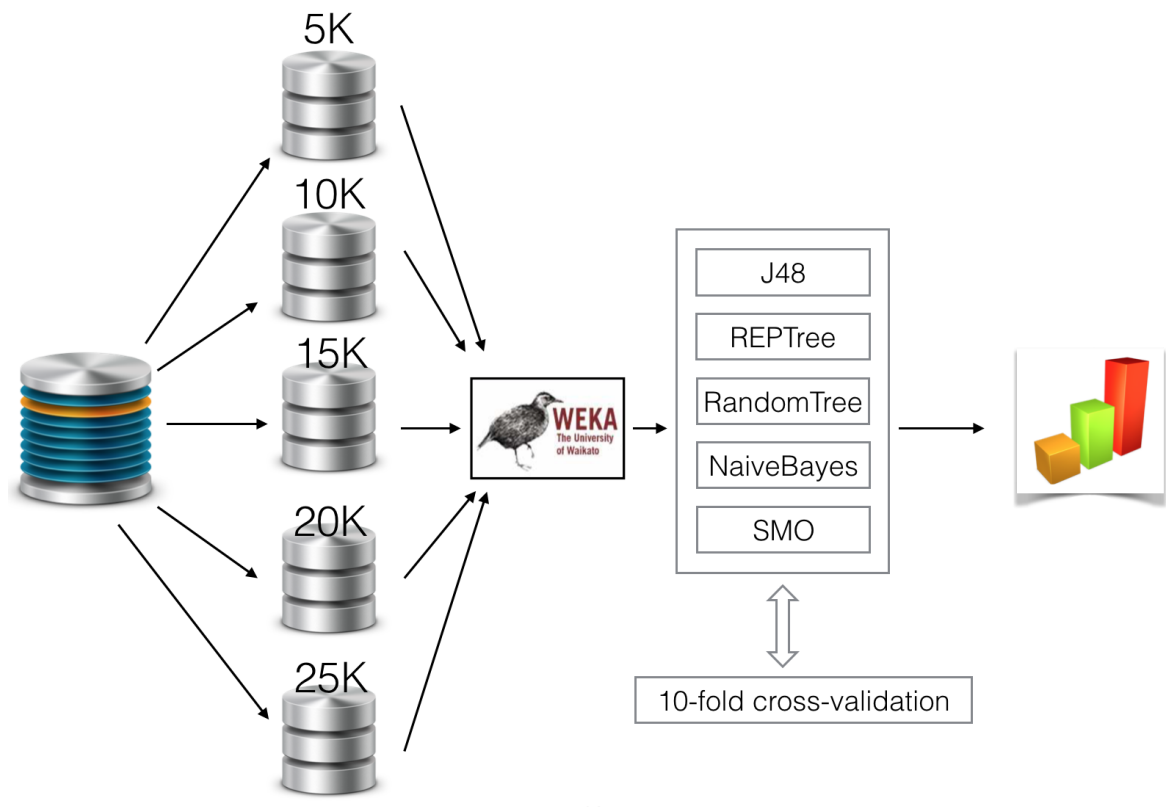 5K
10K
15K
20K
25K
WEKA
The University
of Waikato
J48
REPTree
RandomTree
NaiveBayes
SMO
10-fold cross-validation